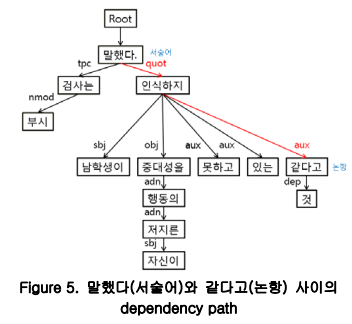 Root
말했다. 서술어
tpc quot
검사는 인식하지
nmod
부시
sbj obj aux aux aux
남학생이 중대성을 못하고 있는 같다고 논항
adn dep
행동의 것
adn
저지른
sbj
자신이
Figure 5. 말했다(서술어)와 같다고(논항) 사이의
dependency path